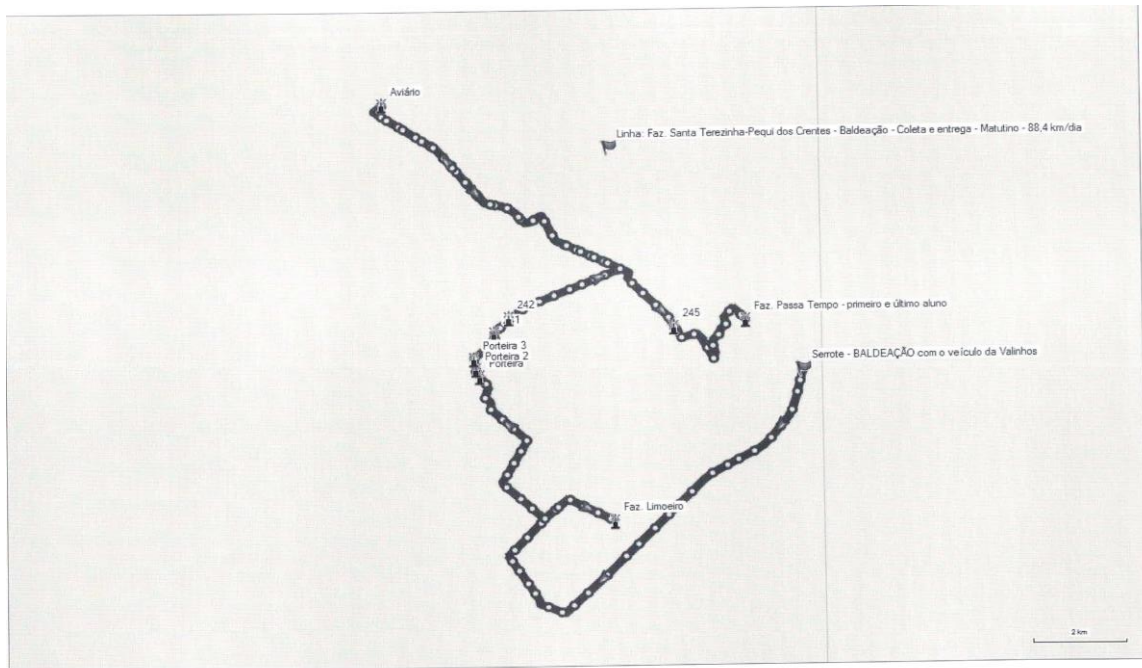 Aviário
Linha: Faz. Santa Terezinha-Pequi dos Crentes - Baldeação - Coleta e entrega - Matutino - 88,4 km/dia
242
1
245
Faz. Passa Tempo - primeiro e último aluno
Porteira 3
Porteira 2
Porteira
Serrote - BALDEAÇÃO com o veículo da Valinhos
Faz. Limoeiro
2 km